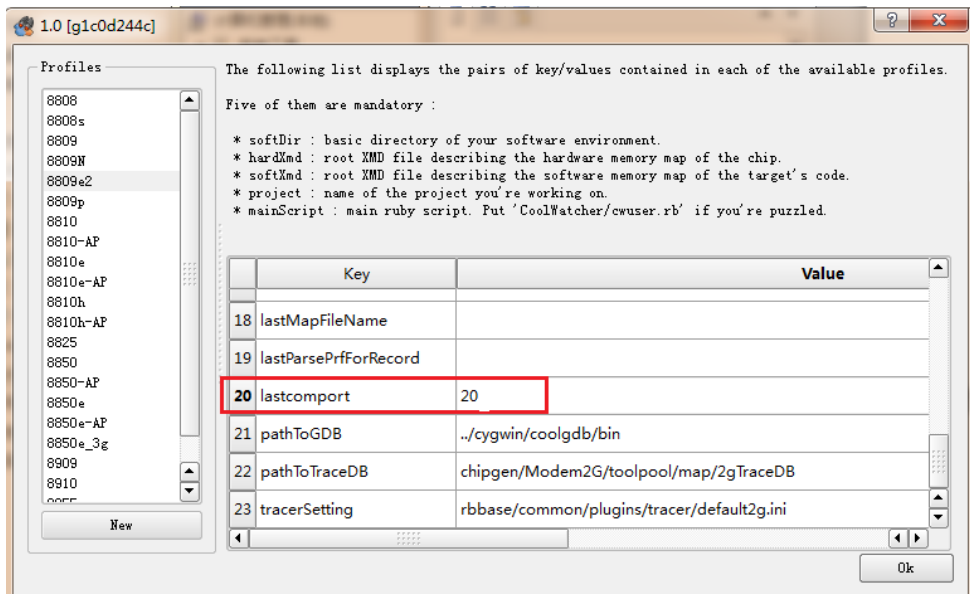 1.0 [g1c0d244c]
Profiles
8808
8808s
8809
8809N
8809e2
8809p
8810
8810-AP
8810e
8810e-AP
8810h
8810h-AP
8825
8850
8850-AP
8850e
8850e-AP
8850e_3g
8909
8910
New
The following list displays the pairs of key/values contained in each of the available profiles.
Five of them are mandatory :
* softDir : basic directory of your software environment.
* hardXmd : root XMD file describing the hardware memory map of the chip.
* softXmd : root XMD file describing the software memory map of the target's code.
* project : name of the project you're working on.
* mainScript : main ruby script. Put 'CoolWatcher/cwuser.rb' if you're puzzled.
Key Value
18 lastMapFileName
19 lastParsePrfForRecord
20 lastcomport 20
21 pathToGDB ../cygwin/coolgdb/bin
22 pathToTraceDB chipgen/Modem2G/toolpool/map/2gTraceDB
23 tracerSetting rbbase/common/plugins/tracer/default2g.ini
Ok